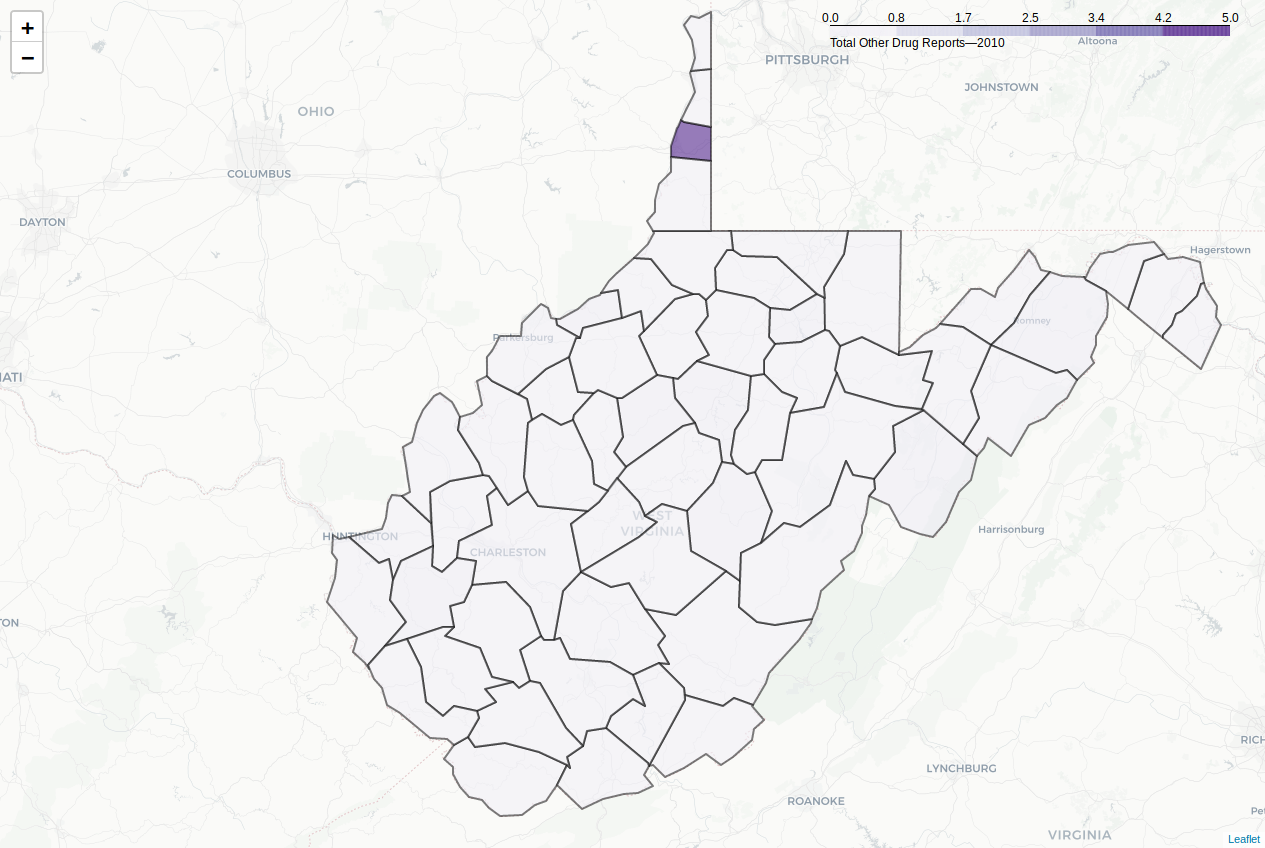 +
−
0.0 0.8 1.7 2.5 3.4 4.2 5.0
Total Other Drug Reports—2010
Altoona
PITTSBURGH
JOHNSTOWN
OHIO
COLUMBUS
DAYTON
Hagerstown
Romney
Parkersburg
ATI
WEST
VIRGINIA
Harrisonburg
HUNTINGTON
CHARLESTON
ON
RICH
LYNCHBURG
ROANOKE
Pet
VIRGINIA
Leaflet